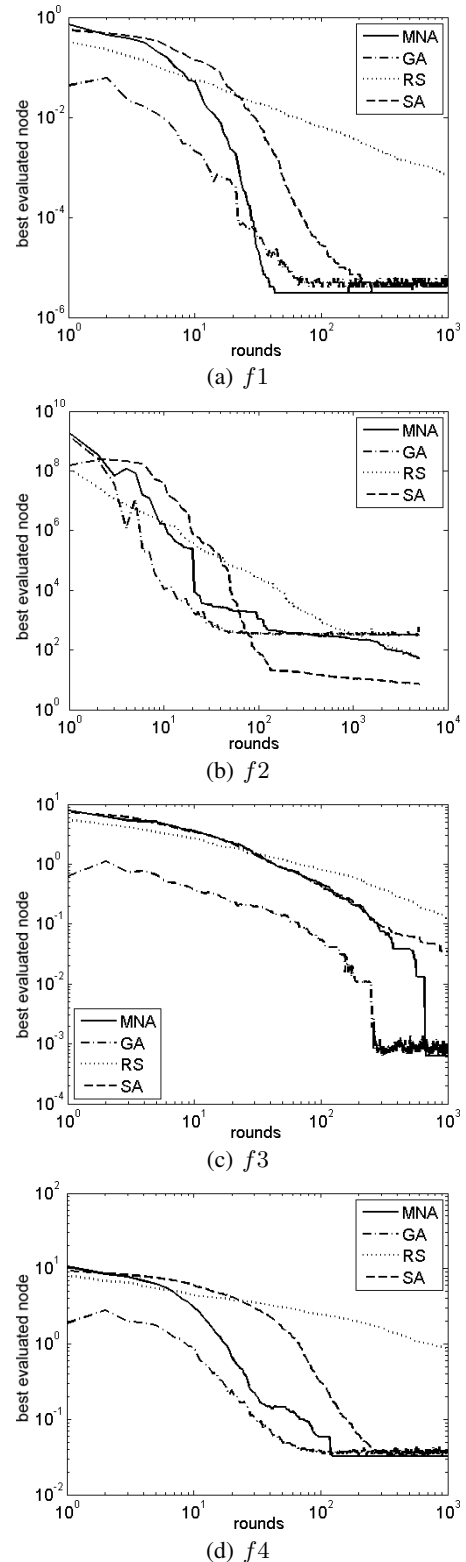 10^0
10^-2
10^-4
10^-6
best evaluated node
MNA
GA
RS
SA
10^0 10^1 10^2 10^3
rounds
(a) f1
10^10
10^8
10^6
10^4
10^2
10^0
best evaluated node
MNA
GA
RS
SA
10^0 10^1 10^2 10^3 10^4
rounds
(b) f2
10^1
10^0
10^-1
10^-2
10^-3
10^-4
best evaluated node
MNA
GA
RS
SA
10^0 10^1 10^2 10^3
rounds
(c) f3
10^2
10^1
10^0
10^-1
10^-2
best evaluated node
MNA
GA
RS
SA
10^0 10^1 10^2 10^3
rounds
(d) f4